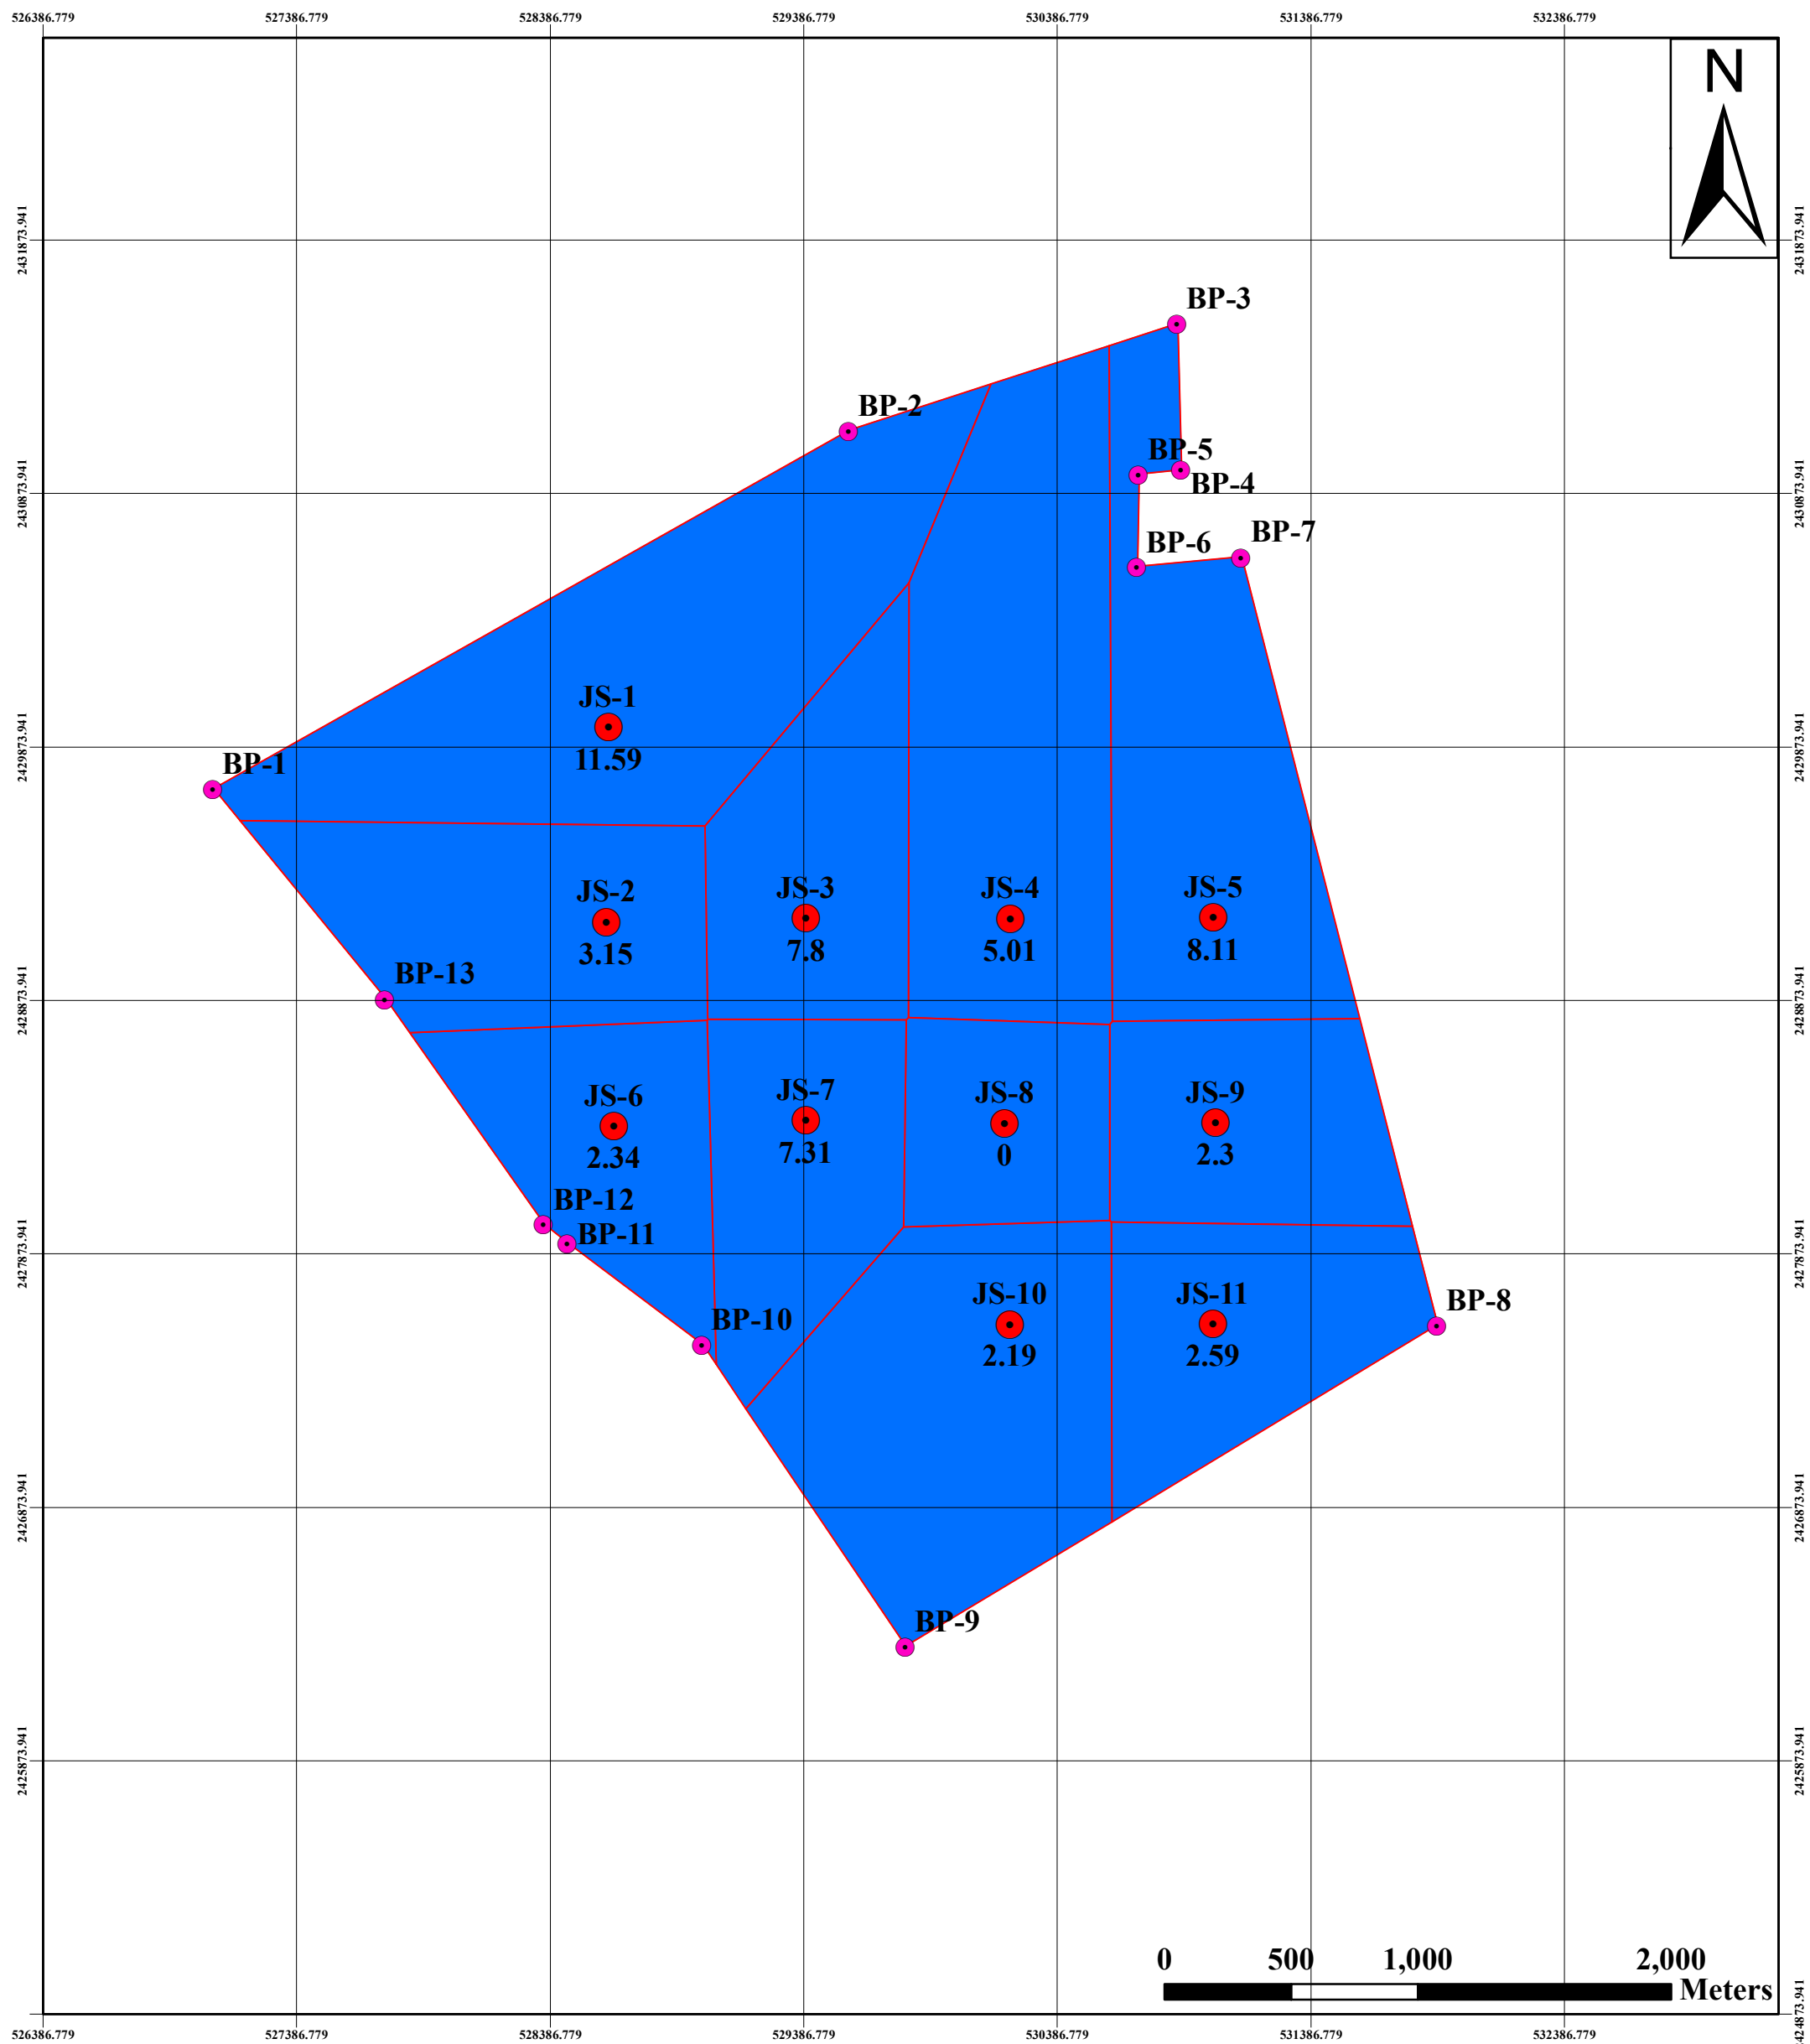 526386.779 527386.779 528386.779 529386.779 530386.779 531386.779 532386.779
N
2431873.941 2431873.941
BP-3
BP-2
BP-5
BP-4
2430873.941 2430873.941
BP-6
BP-7
JS-1
11.59
2429873.941 2429873.941
BP-1
JS-2
3.15
JS-3
7.8
JS-4
5.01
JS-5
8.11
BP-13
2428873.941 2428873.941
JS-6
2.34
JS-7
7.31
JS-8
0
JS-9
2.3
BP-12
BP-11
2427873.941 2427873.941
JS-10
2.19
JS-11
2.59
BP-8
BP-10
2426873.941 2426873.941
BP-9
2425873.941 2425873.941
0 500 1,000 2,000
Meters
2424873.941 2424873.941
526386.779 527386.779 528386.779 529386.779 530386.779 531386.779 532386.779